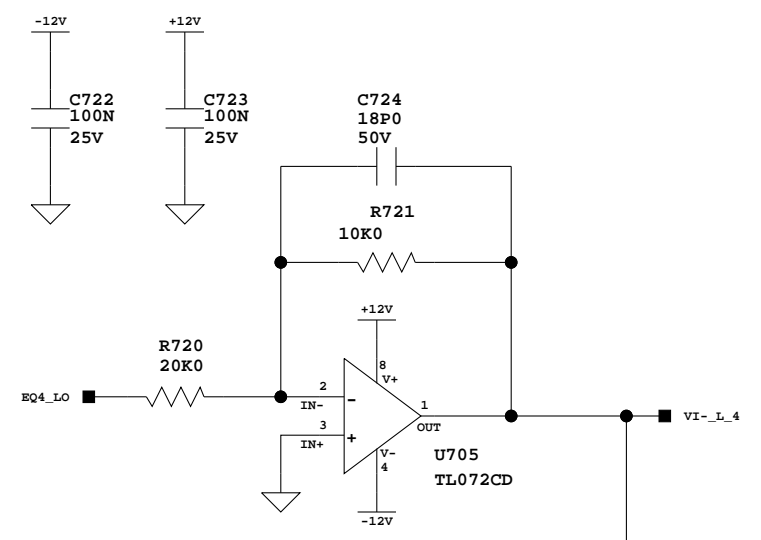 -12V
+12V
C722
100N
25V
C723
100N
25V
C724
18P0
50V
R721
10K0
+12V
R720
20K0
8
V+
EQ4_LO
2
IN-
-
1
OUT
VI-_L_4
3
IN+
+
V-
4
U705
TL072CD
-12V